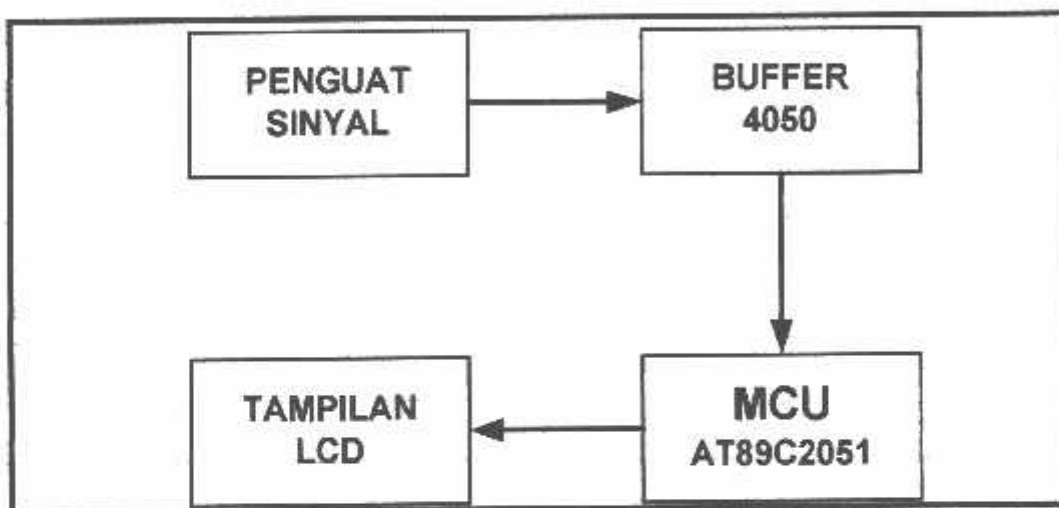 PENGUAT
SINYAL
BUFFER
4050
TAMPILAN
LCD
MCU
AT89C2051